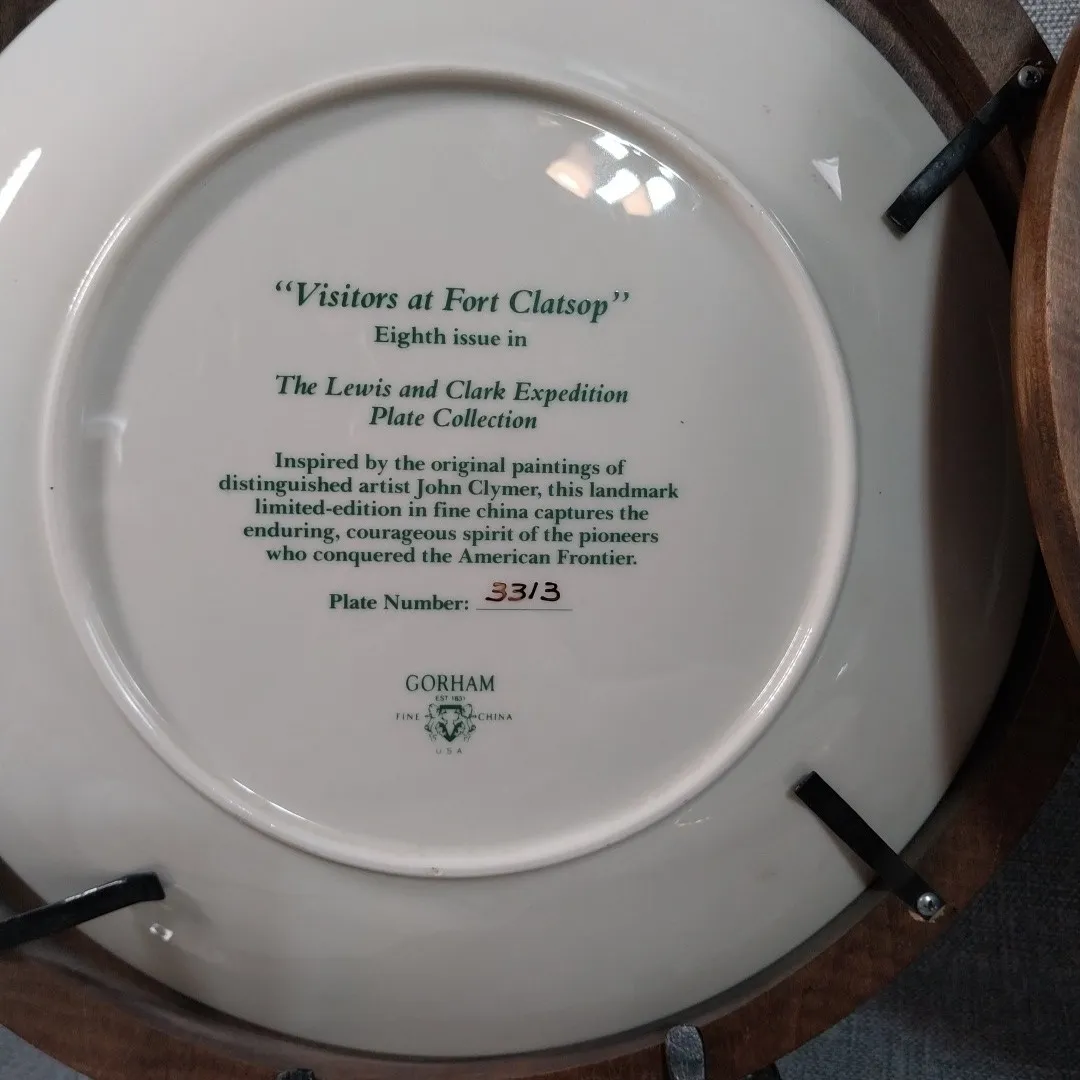 “Visitors at Fort Clatsop”
Eighth issue in
The Lewis and Clark Expedition
Plate Collection
Inspired by the original paintings of
distinguished artist John Clymer, this landmark
limited-edition in fine china captures the
enduring, courageous spirit of the pioneers
who conquered the American Frontier.
Plate Number: 3313
GORHAM
EST 1831
FINE CHINA
USA